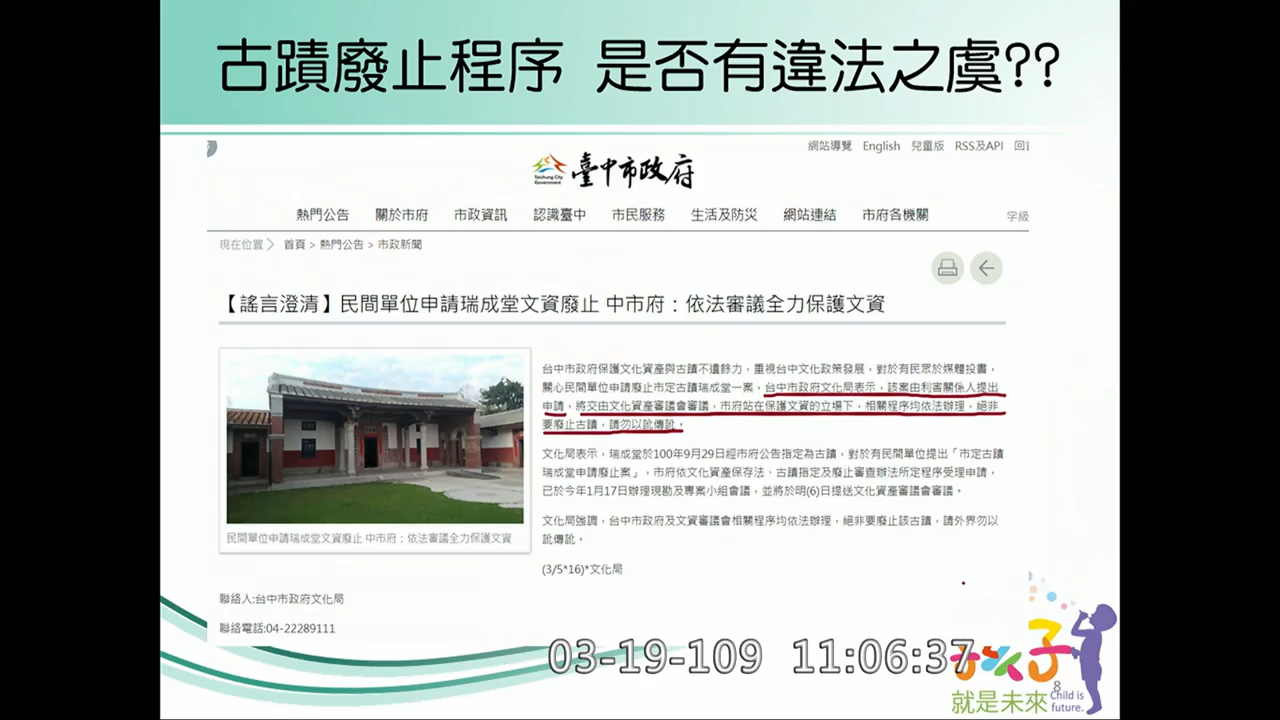 古蹟廢止程序 是否有違法之虞??
網站導覽 English 兒童版 RSS及API
Taichung City Government
臺中市政府
熱門公告 關於市府 市政資訊 認識臺中 市民服務 生活及防災 網站連結 市府各機關 字級
現在位置 首頁 > 熱門公告 > 市政新聞
【謠言澄清】民間單位申請瑞成堂文資廢止 中市府：依法審議全力保護文資
台中市政府保護文化資產與古蹟不遺餘力，重視台中文化政策發展，對於有民眾於媒體投書，
關心民間單位申請廢止市定古蹟瑞成堂一案，台中市政府文化局表示，該案由利害關係人提出
申請，將交由文化資產審議會審議，市府站在保護文資的立場下，相關程序均依法辦理，絕非
要廢止古蹟，請勿以訛傳訛。
文化局表示，瑞成堂於100年9月29日經市府公告指定為古蹟，對於有民間單位提出「市定古蹟
瑞成堂申請廢止案」，市府依文化資產保存法、古蹟指定及廢止審查辦法所定程序受理申請，
已於今年1月17日辦理現勘及專案小組會議，並將於明(6)日提送文化資產審議會審議。
文化局強調，台中市政府及文資審議會相關程序均依法辦理，絕非要廢止該古蹟，請外界勿以
訛傳訛。
(3/5*16)*文化局
民間單位申請瑞成堂文資廢止 中市府：依法審議全力保護文資
聯絡人:台中市政府文化局
聯絡電話:04-22289111
03-19-109 11:06:37
就是未來 Child is future.
8